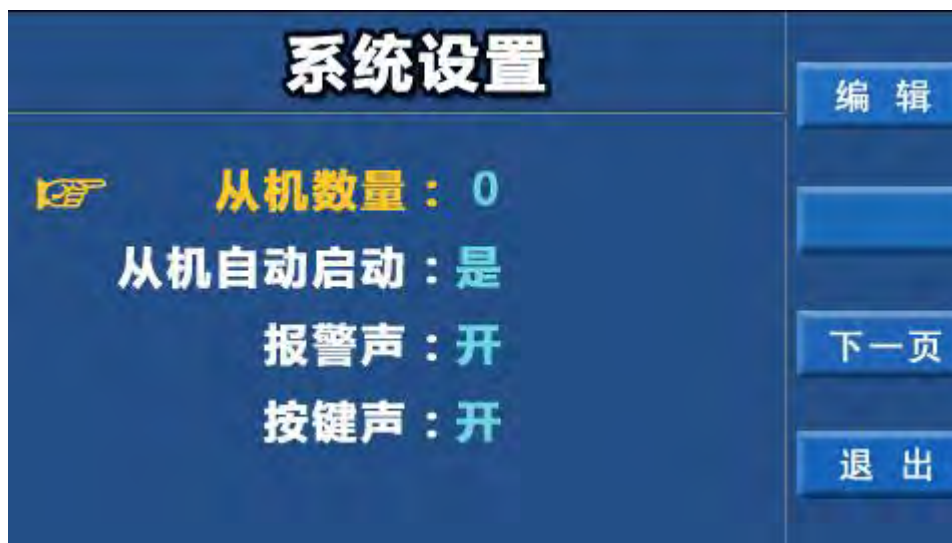 系统设置
从机数量：0
从机自动启动：是
报警声：开
按键声：开
编 辑
下一页
退 出